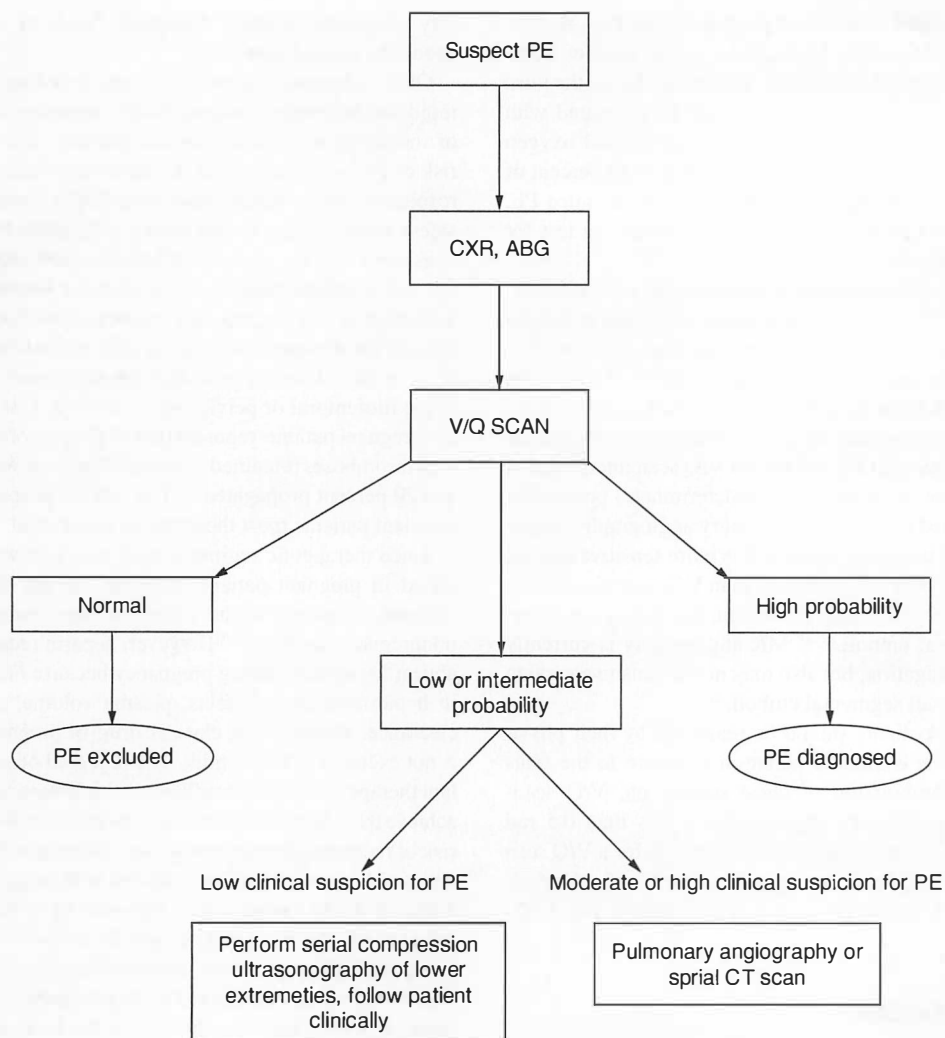 Suspect PE
CXR, ABG
V/Q SCAN
Normal
High probability
Low or intermediate
probability
PE excluded
PE diagnosed
Low clinical suspicion for PE
Moderate or high clinical suspicion for PE
Perform serial compression
ultrasonography of lower
extremeties, follow patient
clinically
Pulmonary angiography or
sprial CT scan